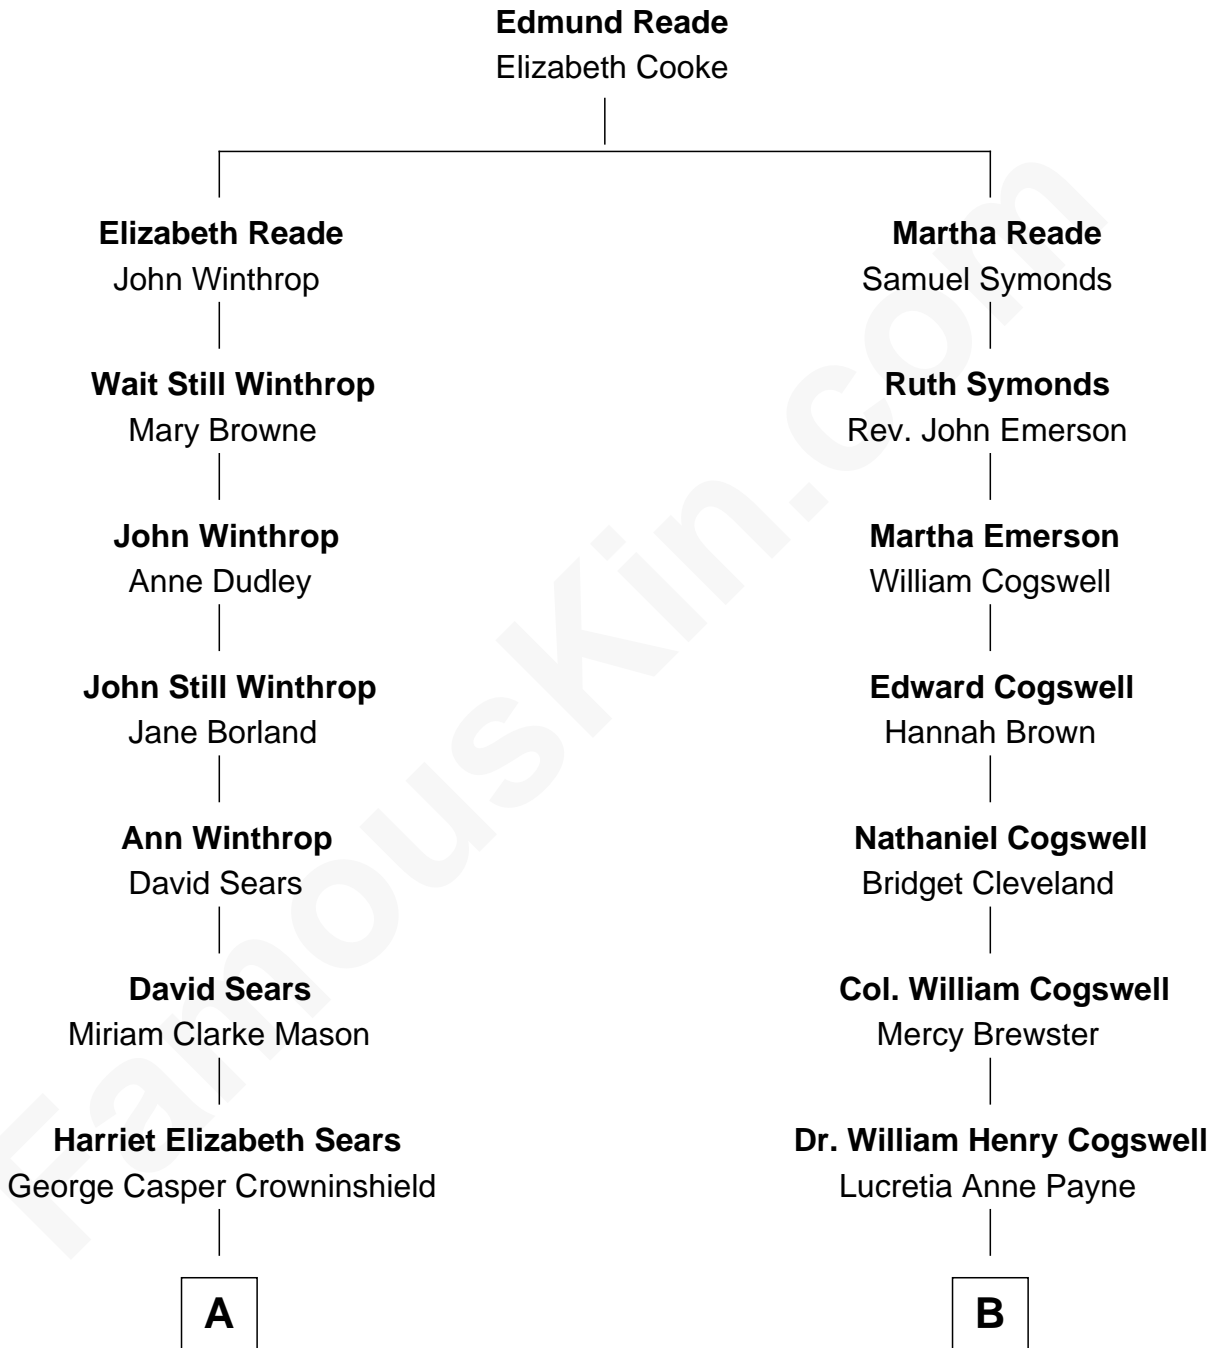 Edmund Reade
Elizabeth Cooke
Elizabeth Reade
John Winthrop
Martha Reade
Samuel Symonds
Wait Still Winthrop
Mary Browne
Ruth Symonds
Rev. John Emerson
John Winthrop
Anne Dudley
Martha Emerson
William Cogswell
John Still Winthrop
Jane Borland
Edward Cogswell
Hannah Brown
Ann Winthrop
David Sears
Nathaniel Cogswell
Bridget Cleveland
David Sears
Miriam Clarke Mason
Col. William Cogswell
Mercy Brewster
Harriet Elizabeth Sears
George Casper Crowninshield
Dr. William Henry Cogswell
Lucretia Anne Payne
A
B
FamousKin.com